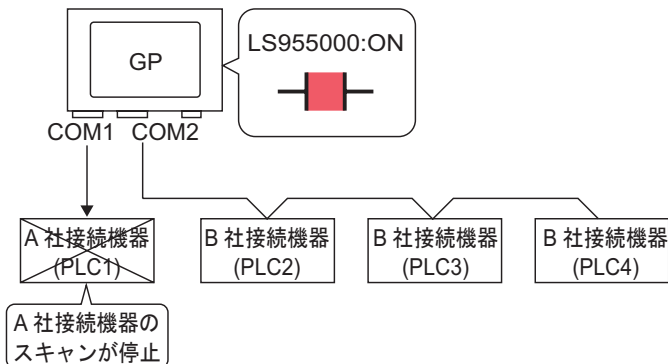 GP
LS955000:ON
COM1
COM2
A 社接続機器
(PLC1)
B 社接続機器
(PLC2)
B 社接続機器
(PLC3)
B 社接続機器
(PLC4)
A 社接続機器の
スキャンが停止